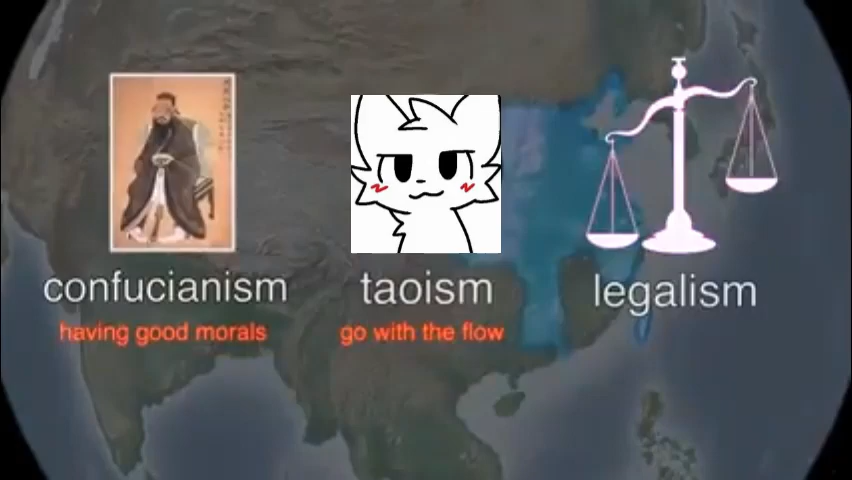 confucianism
taoism
legalism
having good morals
go with the flow